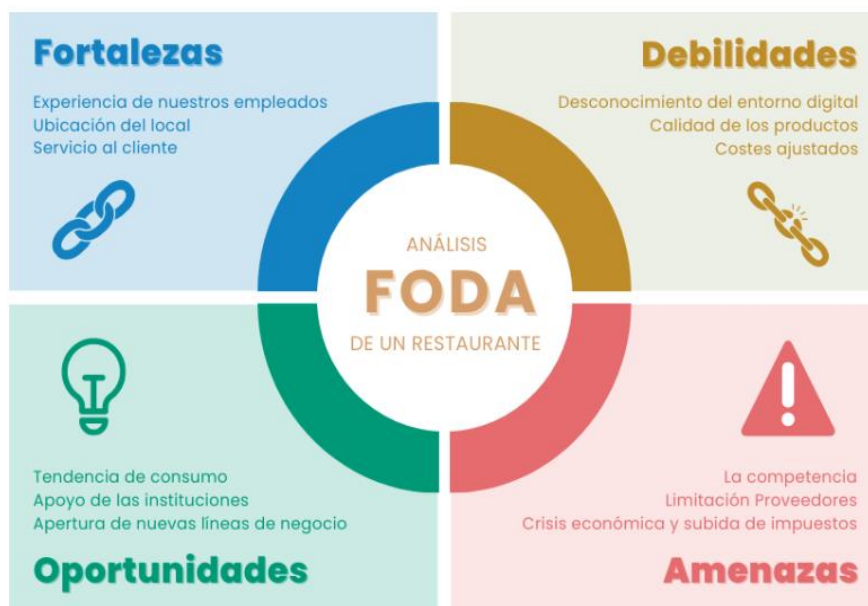 Fortalezas
Experiencia de nuestros empleados
Ubicación del local
Servicio al cliente
Debilidades
Desconocimiento del entorno digital
Calidad de los productos
Costes ajustados
ANÁLISIS
FODA
DE UN RESTAURANTE
Tendencia de consumo
Apoyo de las instituciones
Apertura de nuevas líneas de negocio
Oportunidades
La competencia
Limitación Proveedores
Crisis económica y subida de impuestos
Amenazas